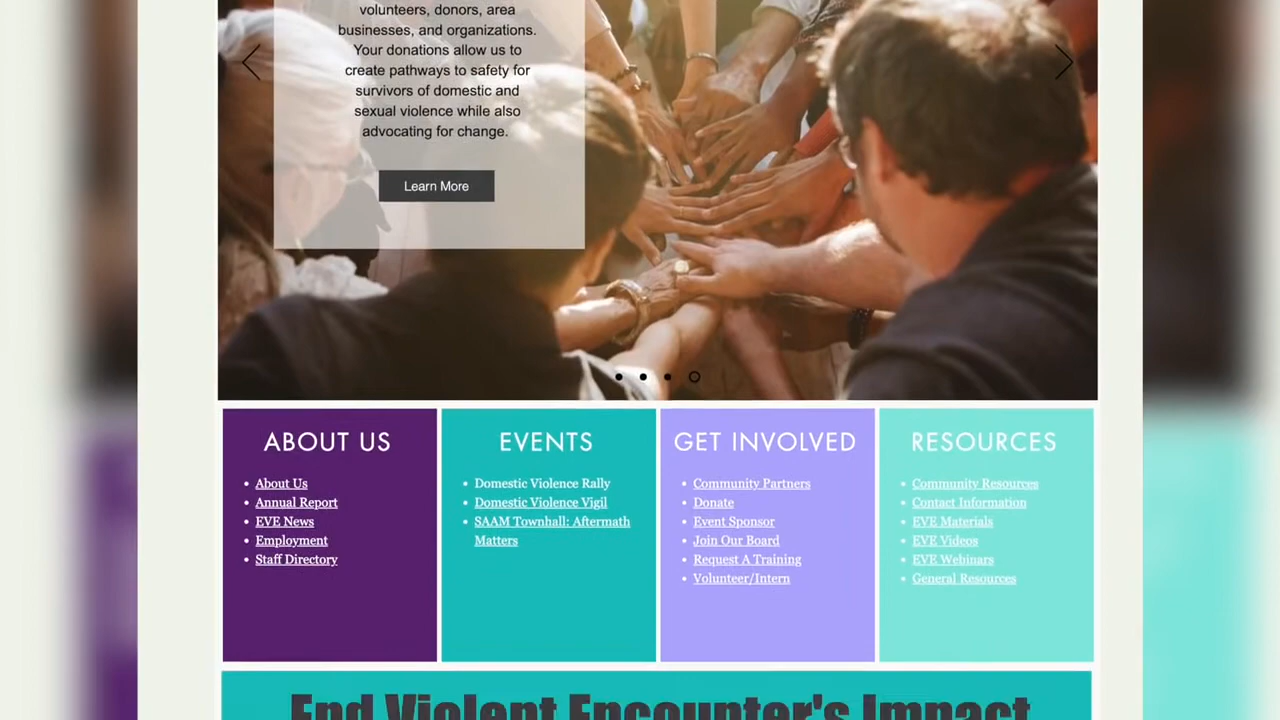 volunteers, donors, area
businesses, and organizations.
Your donations allow us to
create pathways to safety for
survivors of domestic and
sexual violence while also
advocating for change.
Learn More
ABOUT US
About Us
Annual Report
EVE News
Employment
Staff Directory
EVENTS
Domestic Violence Rally
Domestic Violence Vigil
SAAM Townhall: Aftermath
Matters
GET INVOLVED
Community Partners
Donate
Event Sponsor
Join Our Board
Request A Training
Volunteer/Intern
RESOURCES
Community Resources
Contact Information
EVE Materials
EVE Videos
EVE Webinars
General Resources
End Violent Encounter's Impact